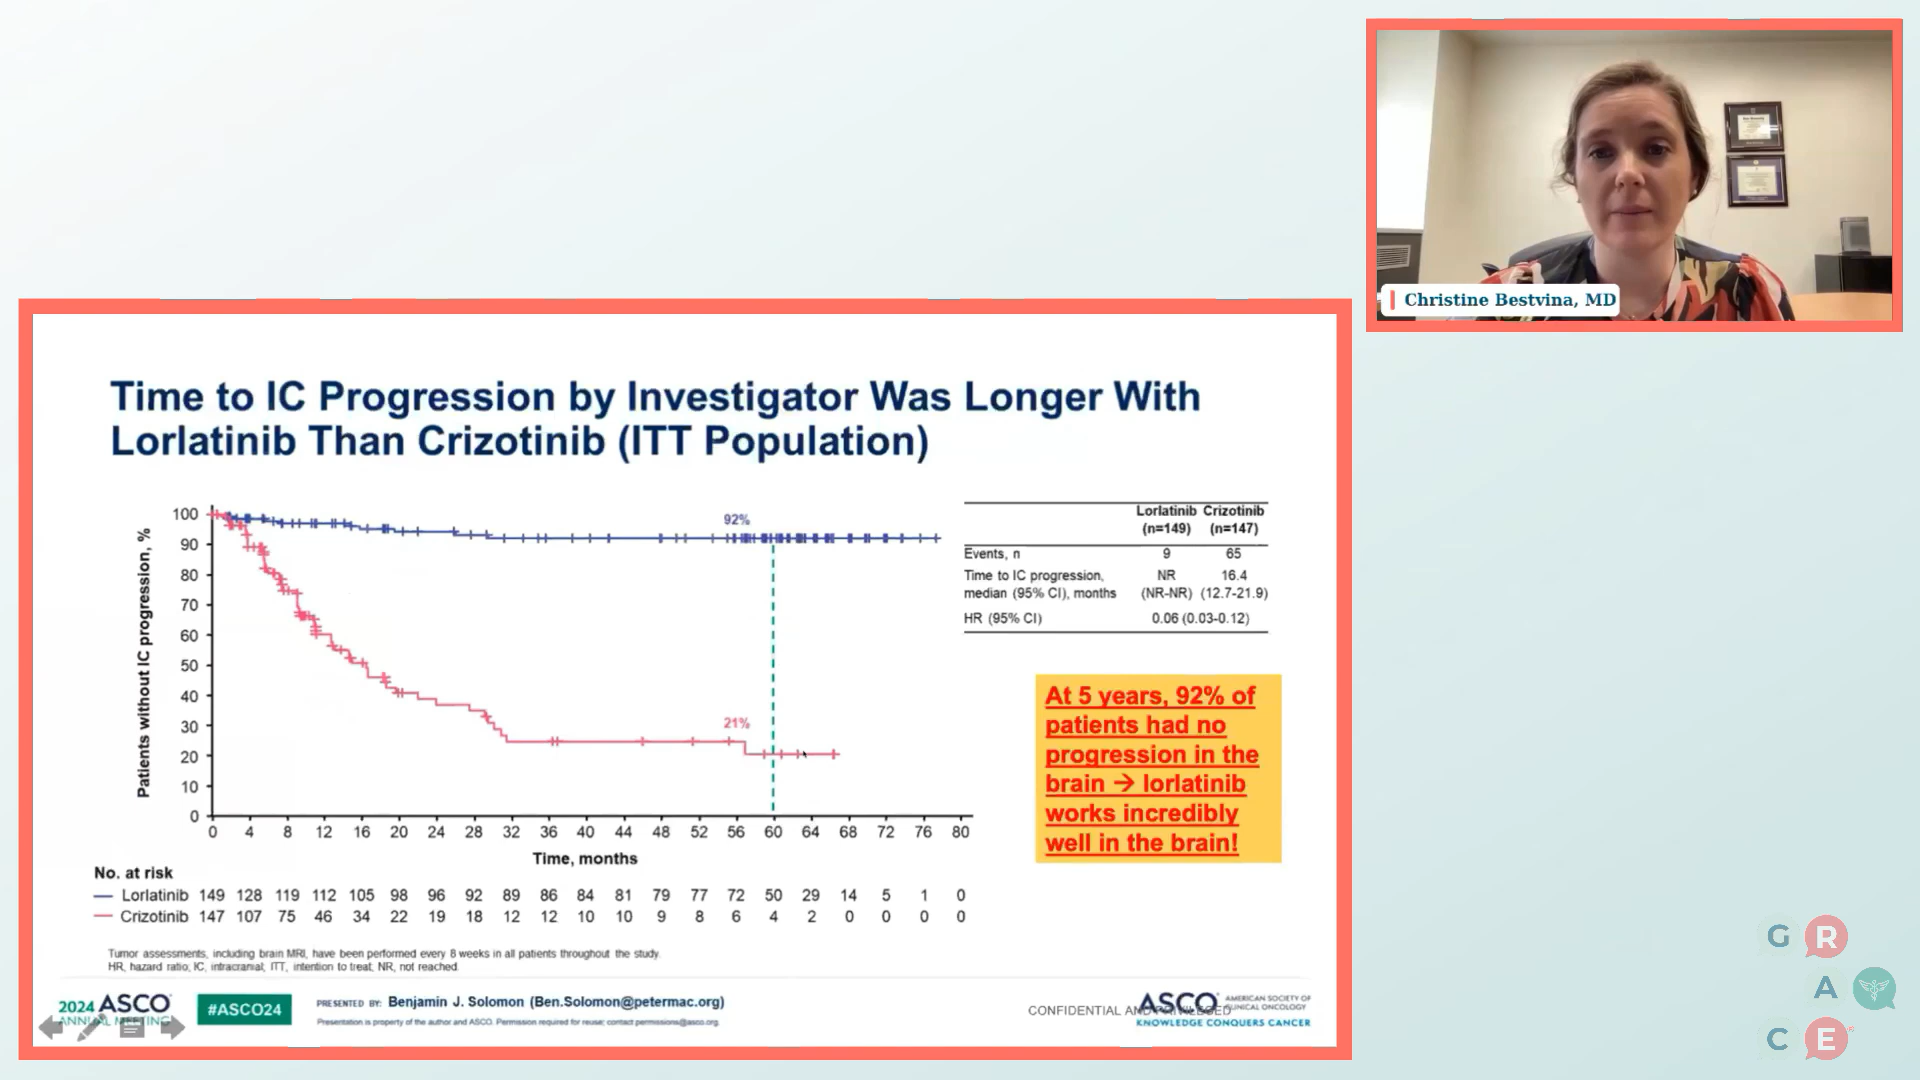 Christine Bestvina, MD
Time to IC Progression by Investigator Was Longer With
Lorlatinib Than Crizotinib (ITT Population)
Patients without IC progression, %
100
90
80
70
60
50
40
30
20
10
0
92%
21%
0 4 8 12 16 20 24 28 32 36 40 44 48 52 56 60 64 68 72 76 80
Time, months
Lorlatinib Crizotinib
(n=149) (n=147)
Events, n 9 65
Time to IC progression, NR 16.4
median (95% CI), months (NR-NR) (12.7-21.9)
HR (95% CI) 0.06 (0.03-0.12)
At 5 years, 92% of
patients had no
progression in the
brain → lorlatinib
works incredibly
well in the brain!
No. at risk
Lorlatinib 149 128 119 112 105 98 96 92 89 86 84 81 79 77 72 50 29 14 5 1 0
Crizotinib 147 107 75 46 34 22 19 18 12 12 10 10 9 8 6 4 2 0 0 0 0
Tumor assessments, including brain MRI, have been performed every 8 weeks in all patients throughout the study.
HR, hazard ratio; IC, intracranial; ITT, intention to treat; NR, not reached.
2024 ASCO
ANNUAL MEETING
#ASCO24
PRESENTED BY: Benjamin J. Solomon (Ben.Solomon@petermac.org)
Presentation is property of the author and ASCO. Permission required for reuse; contact permissions@asco.org.
CONFIDENTIAL AND PRIVILEGED
ASCO AMERICAN SOCIETY OF
CLINICAL ONCOLOGY
KNOWLEDGE CONQUERS CANCER
G R
A
C E